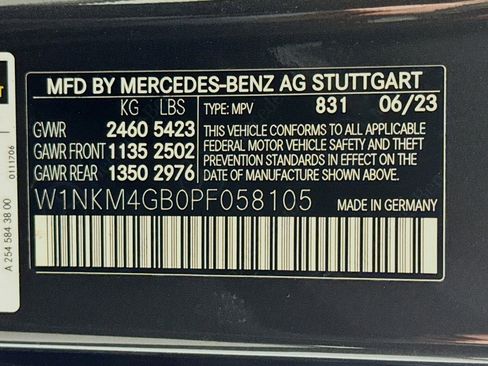 MFD BY MERCEDES-BENZ AG STUTTGART
KG LBS TYPE: MPV 831 06/23
GVWR 2460 5423 THIS VEHICLE CONFORMS TO ALL APPLICABLE
GAWR FRONT 1135 2502 FEDERAL MOTOR VEHICLE SAFETY AND THEFT
PREVENTION STANDARDS IN EFFECT ON THE
GAWR REAR 1350 2976 DATE OF MANUFACTURE SHOWN ABOVE.
W1NKM4GB0PF058105 MADE IN GERMANY
A 254 584 38 00
0111706